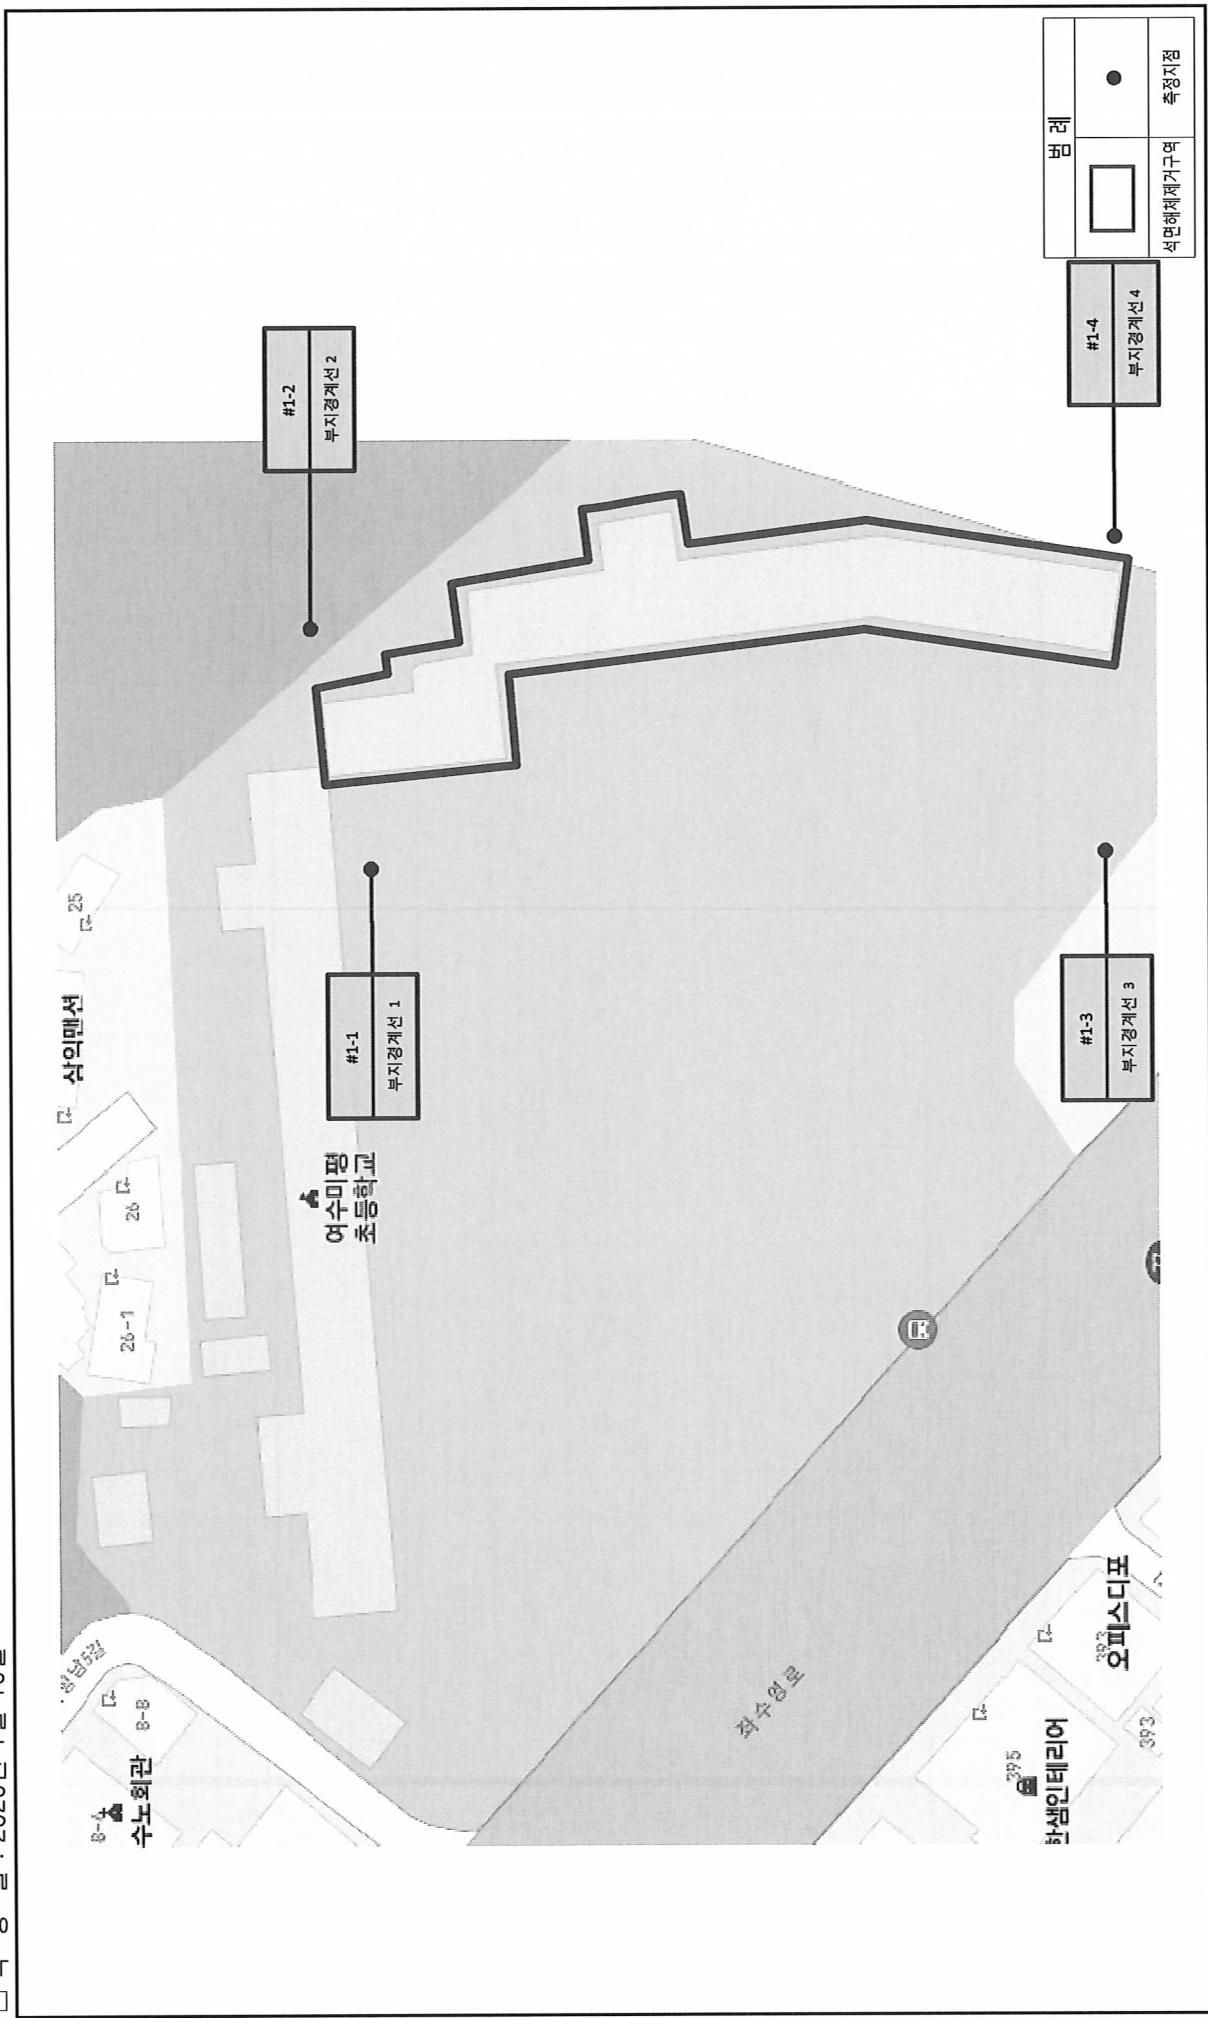 범 례
석면해체제거구역
측정지점
#1-1
부지경계선 1
#1-2
부지경계선 2
#1-3
부지경계선 3
#1-4
부지경계선 4
삼익맨션
25
26
26-1
여수미평
초등학교
8-8
수노회관
좌수영로
393
오피스디포
395
한샘인테리어
393